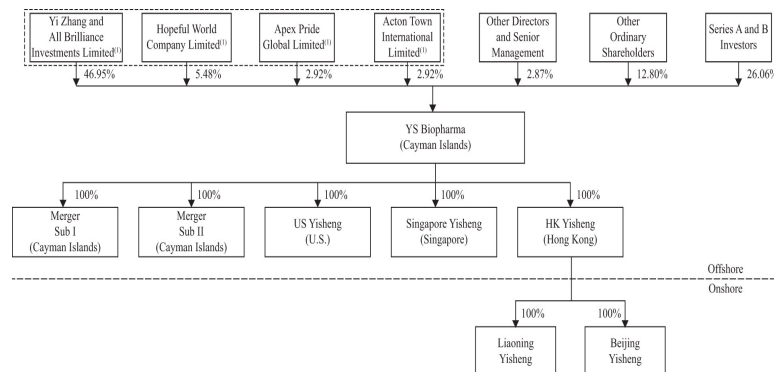 Yi Zhang and
All Brilliance
Investments Limited(1)
Hopeful World
Company Limited(1)
Apex Pride
Global Limited(1)
Acton Town
International
Limited(1)
Other Directors
and Senior
Management
Other
Ordinary
Shareholders
Series A and B
Investors
46.95%
5.48%
2.92%
2.92%
2.87%
12.80%
26.06%
YS Biopharma
(Cayman Islands)
100%
100%
100%
100%
100%
Merger
Sub I
(Cayman Islands)
Merger
Sub II
(Cayman Islands)
US Yisheng
(U.S.)
Singapore Yisheng
(Singapore)
HK Yisheng
(Hong Kong)
Offshore
Onshore
100%
100%
Liaoning
Yisheng
Beijing
Yisheng